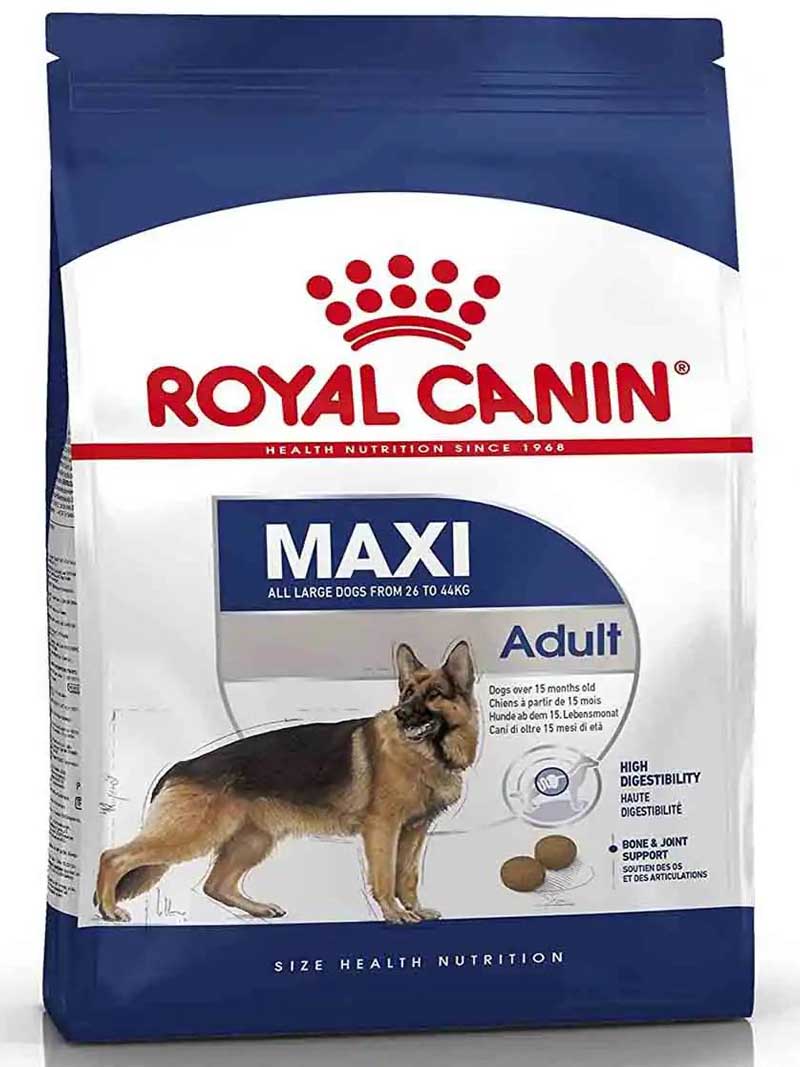 ROYAL CANIN®
HEALTH NUTRITION SINCE 1968
MAXI
ALL LARGE DOGS FROM 26 TO 44KG
Adult
Dogs over 15 months old
Chiens à partir de 15 mois
Hunde ab dem 15. Lebensmonat
Cani di oltre 15 mesi di età
HIGH
DIGESTIBILITY
HAUTE
DIGESTIBILITÉ
BONE & JOINT
SUPPORT
SOUTIEN DES OS
ET DES ARTICULATIONS
SIZE HEALTH NUTRITION